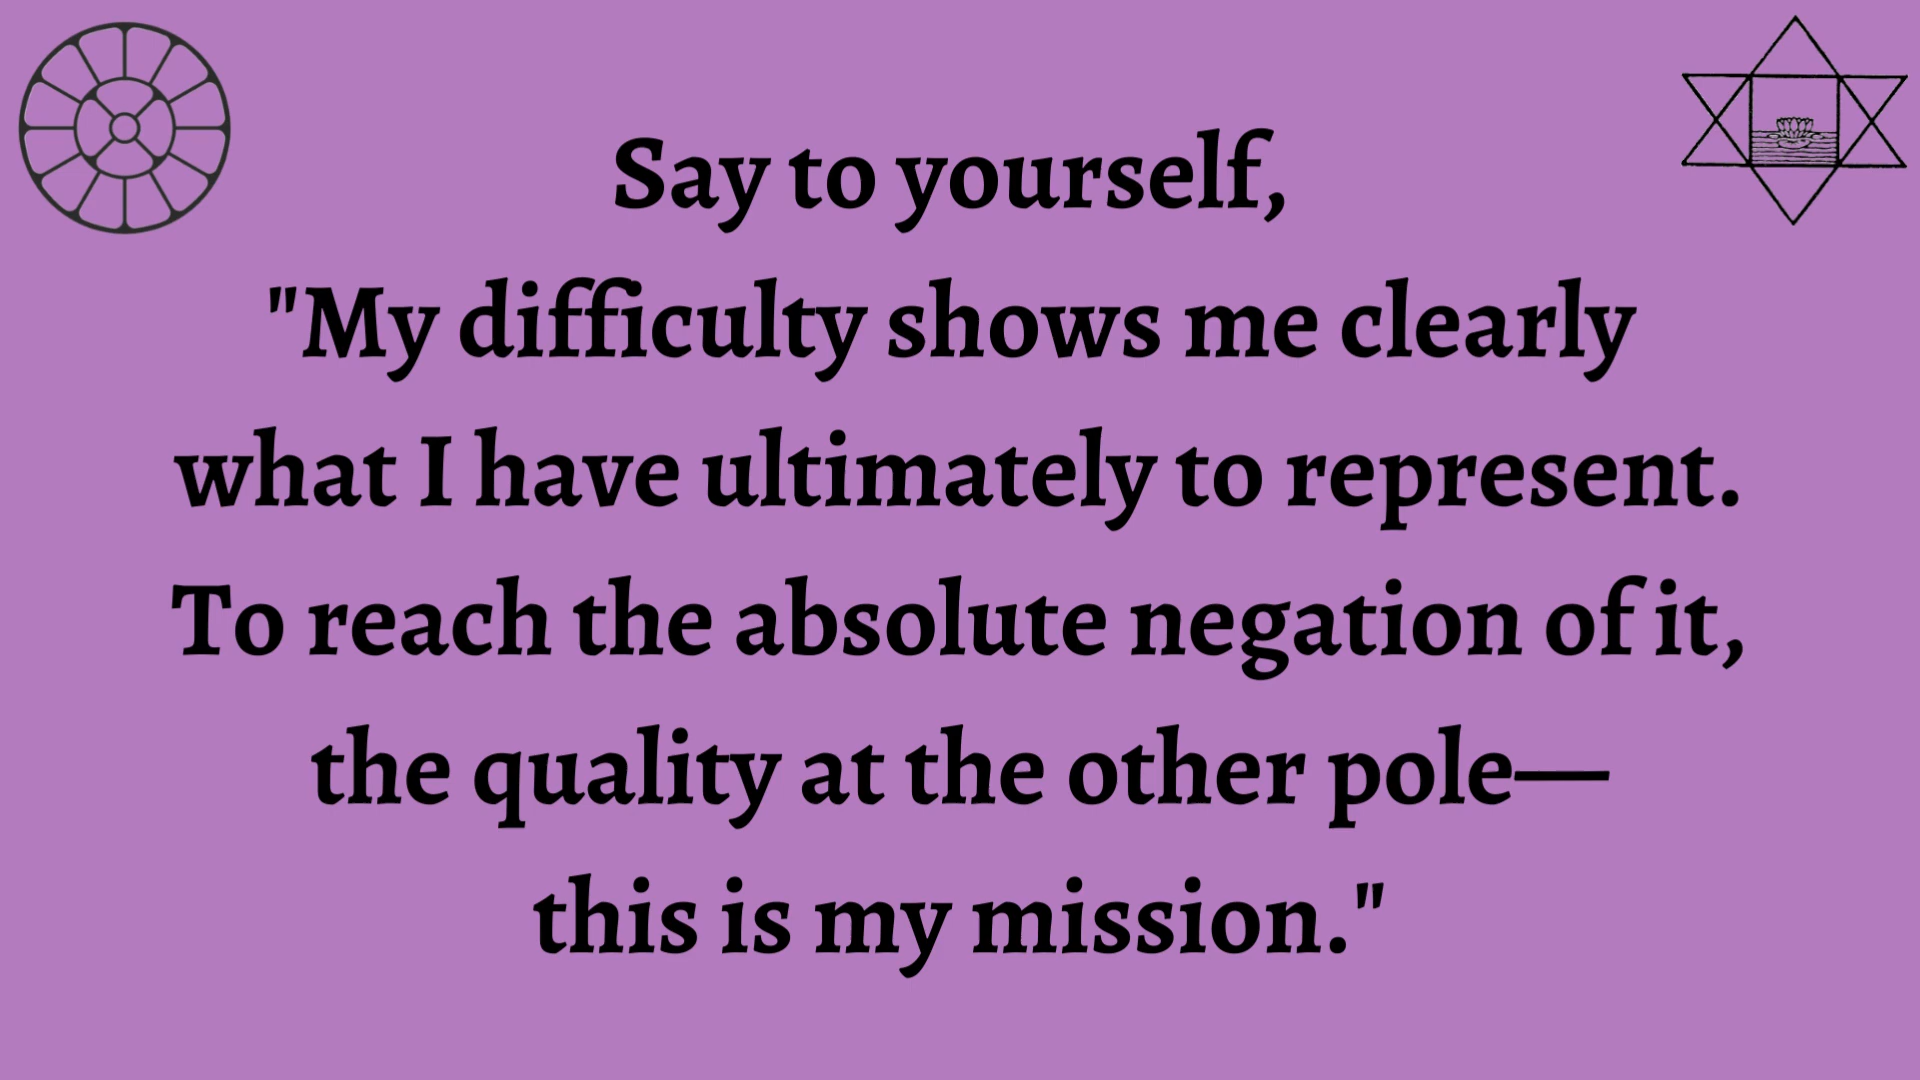 Say to yourself,
"My difficulty shows me clearly
what I have ultimately to represent.
To reach the absolute negation of it,
the quality at the other pole—
this is my mission."